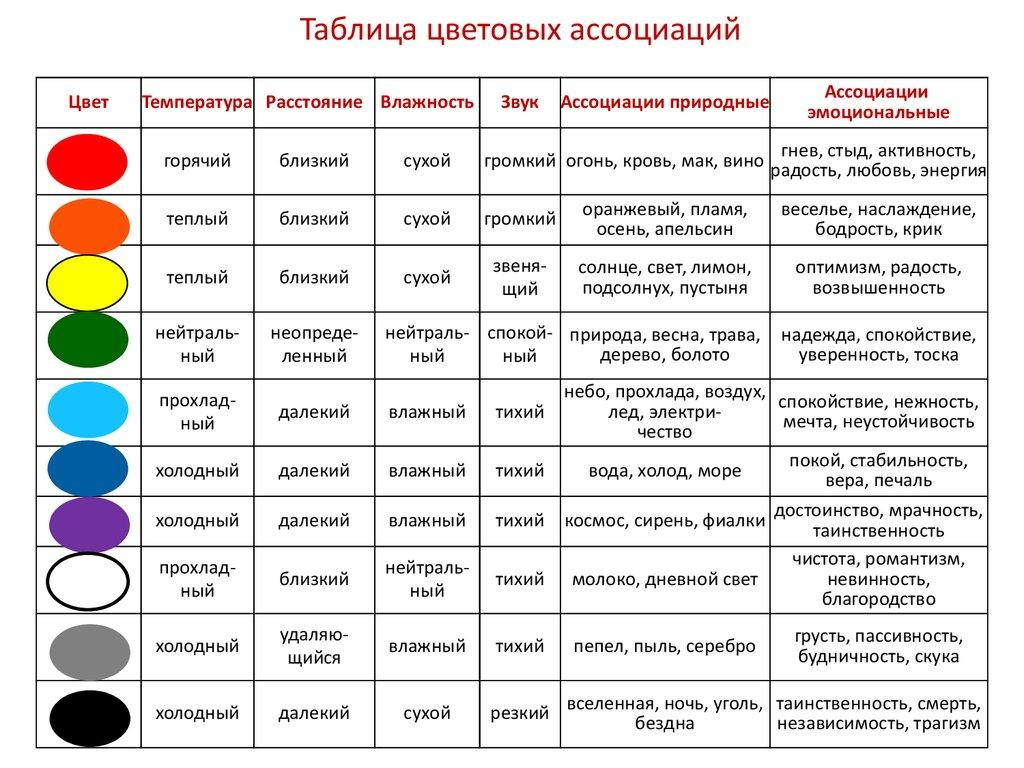 Таблица цветовых ассоциаций
Цвет Температура Расстояние Влажность Звук Ассоциации природные Ассоциации
эмоциональные
горячий близкий сухой громкий огонь, кровь, мак, вино гнев, стыд, активность,
радость, любовь, энергия
теплый близкий сухой громкий оранжевый, пламя, веселье, наслаждение,
осень, апельсин бодрость, крик
теплый близкий сухой звеня- солнце, свет, лимон, оптимизм, радость,
щий подсолнух, пустыня возвышенность
нейтраль- неопреде- нейтраль- спокой- природа, весна, трава, надежда, спокойствие,
ный ленный ный ный дерево, болото уверенность, тоска
прохлад- далекий влажный тихий небо, прохлада, воздух, спокойствие, нежность,
ный лед, электри- мечта, неустойчивость
чество
холодный далекий влажный тихий вода, холод, море покой, стабильность,
вера, печаль
холодный далекий влажный тихий космос, сирень, фиалки достоинство, мрачность,
таинственность
прохлад- близкий нейтраль- тихий молоко, дневной свет чистота, романтизм,
ный ный невинность,
благородство
холодный удаляю- влажный тихий пепел, пыль, серебро грусть, пассивность,
щийся будничность, скука
холодный далекий сухой резкий вселенная, ночь, уголь, таинственность, смерть,
бездна независимость, трагизм